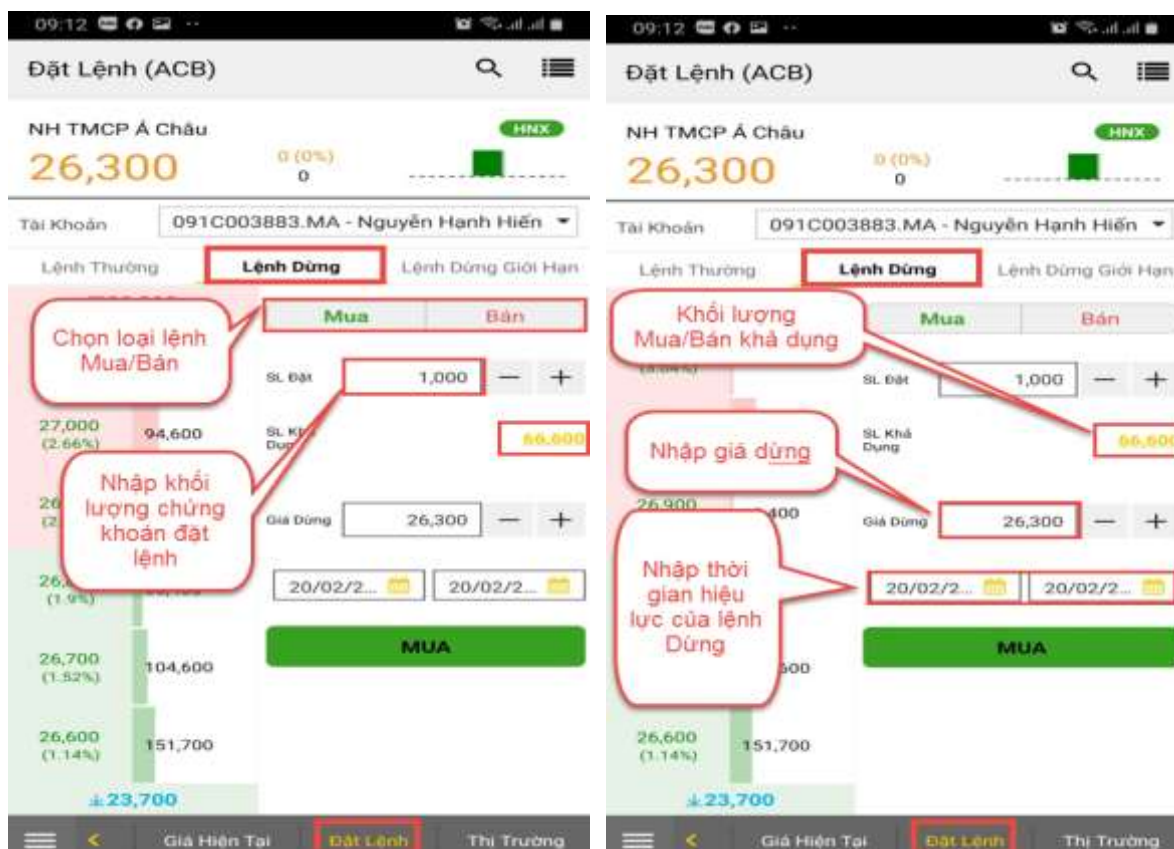 09:12
Đặt Lệnh (ACB)
NH TMCP Á Châu
HNX
26,300
0 (0%)
0
Tài Khoản
091C003883.MA - Nguyễn Hạnh Hiến
Lệnh Thường
Lệnh Dừng
Lệnh Dừng Giới Hạn
Chọn loại lệnh
Mua/Bán
Mua
Bán
SL Đặt
1,000
27,000
(2.66%)
94,600
SL Khả
Dụng
66,600
Nhập khối
lượng chứng
khoán đặt
lệnh
Giá Dừng
26,300
(1.9%)
20/02/2...
20/02/2...
MUA
26,700
(1.52%)
104,600
26,600
(1.14%)
151,700
23,700
Giá Hiện Tại
Đặt Lệnh
Thị Trường
09:12
Đặt Lệnh (ACB)
NH TMCP Á Châu
HNX
26,300
0 (0%)
0
Tài Khoản
091C003883.MA - Nguyễn Hạnh Hiến
Lệnh Thường
Lệnh Dừng
Lệnh Dừng Giới Hạn
Khối lượng
Mua/Bán khả dụng
Mua
Bán
SL Đặt
1,000
Nhập giá dừng
SL Khả
Dụng
66,600
26,900
Giá Dừng
26,300
Nhập thời
gian hiệu
lực của lệnh
Dừng
20/02/2...
20/02/2...
MUA
26,600
(1.14%)
151,700
23,700
Giá Hiện Tại
Đặt Lệnh
Thị Trường